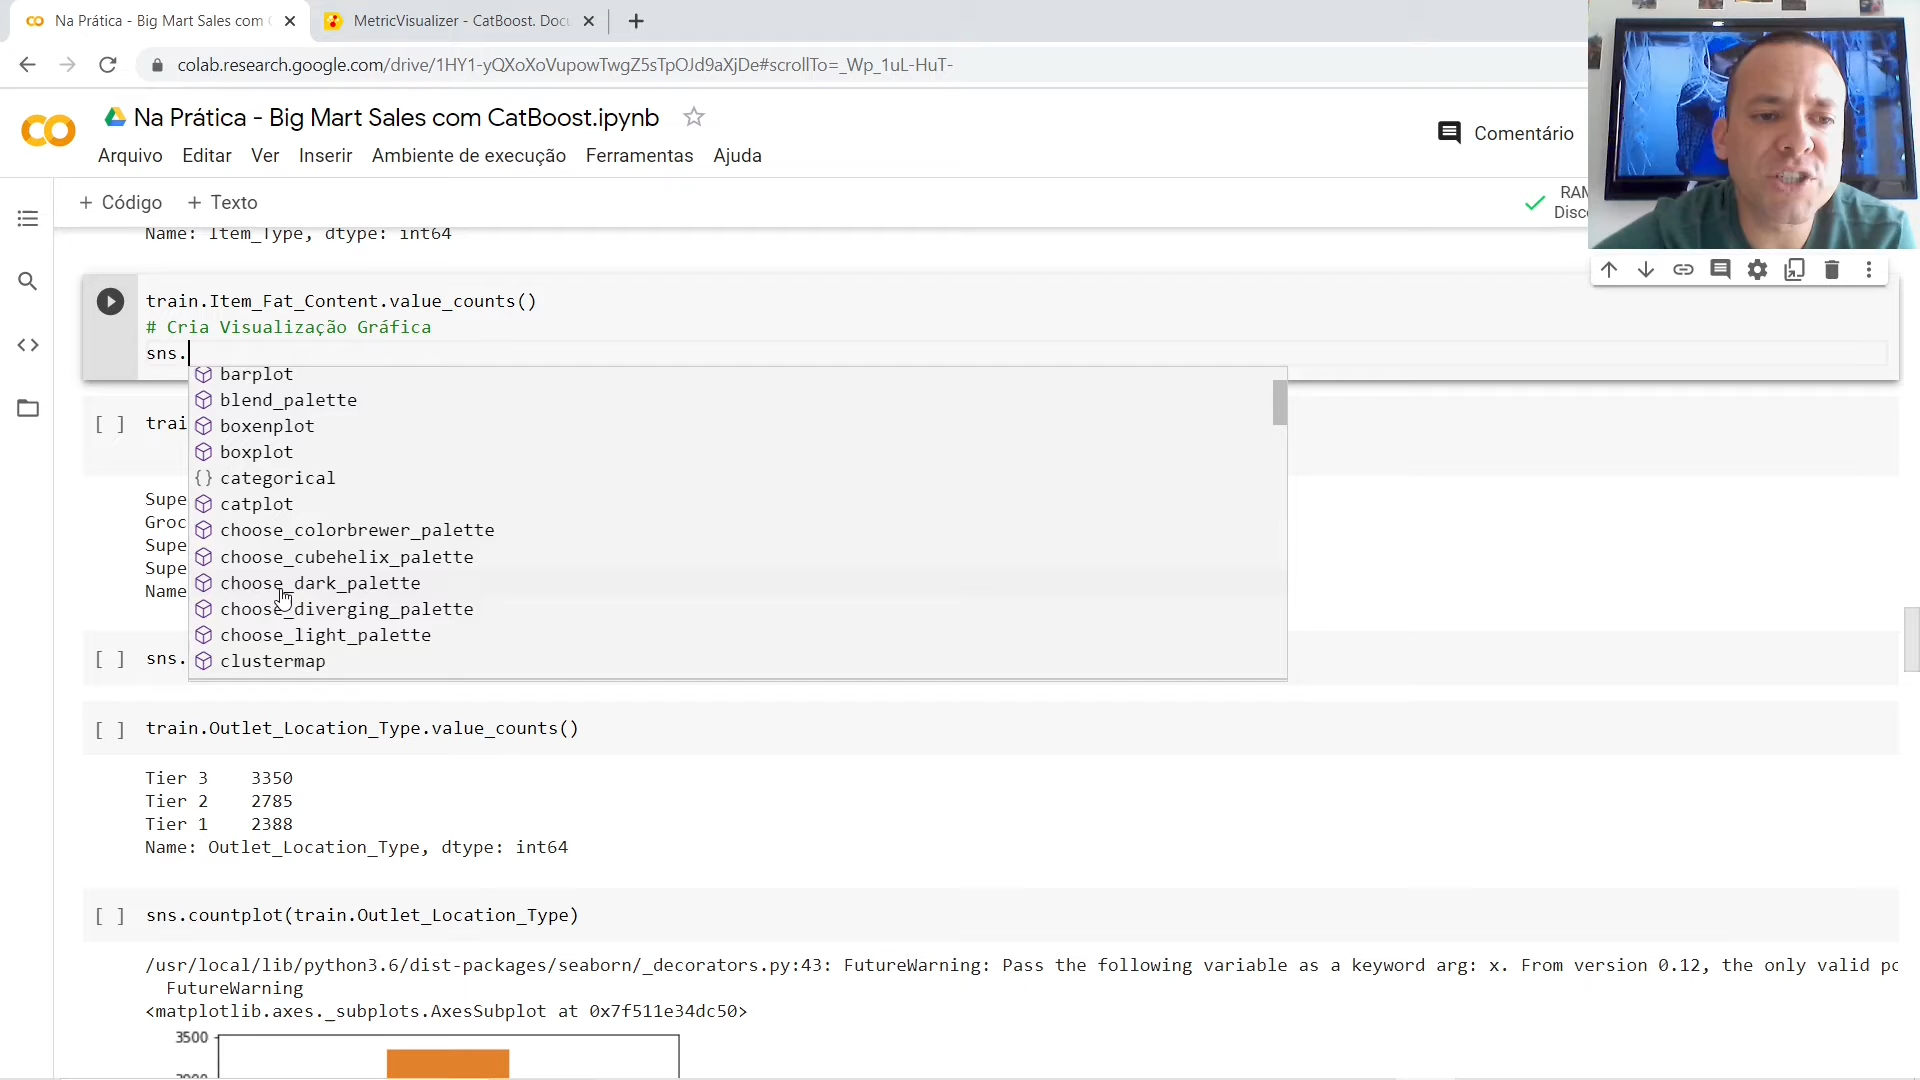 Na Prática - Big Mart Sales com
MetricVisualizer - CatBoost. Docu
colab.research.google.com/drive/1HY1-yQXoXoVupowTwgZ5sTpOJd9aXjDe#scrollTo=_Wp_1uL-HuT-
Na Prática - Big Mart Sales com CatBoost.ipynb
Comentário
Arquivo Editar Ver Inserir Ambiente de execução Ferramentas Ajuda
+ Código + Texto
RAM
Disco
Name: Item_Type, dtype: int64
train.Item_Fat_Content.value_counts()
# Cria Visualização Gráfica
sns.
barplot
blend_palette
boxenplot
boxplot
{} categorical
catplot
choose_colorbrewer_palette
choose_cubehelix_palette
choose_dark_palette
choose_diverging_palette
choose_light_palette
clustermap
[ ] trai
Supe
Groc
Supe
Supe
Name
[ ] sns.
[ ] train.Outlet_Location_Type.value_counts()
Tier 3 3350
Tier 2 2785
Tier 1 2388
Name: Outlet_Location_Type, dtype: int64
[ ] sns.countplot(train.Outlet_Location_Type)
/usr/local/lib/python3.6/dist-packages/seaborn/_decorators.py:43: FutureWarning: Pass the following variable as a keyword arg: x. From version 0.12, the only valid po
FutureWarning
<matplotlib.axes._subplots.AxesSubplot at 0x7f511e34dc50>
3500